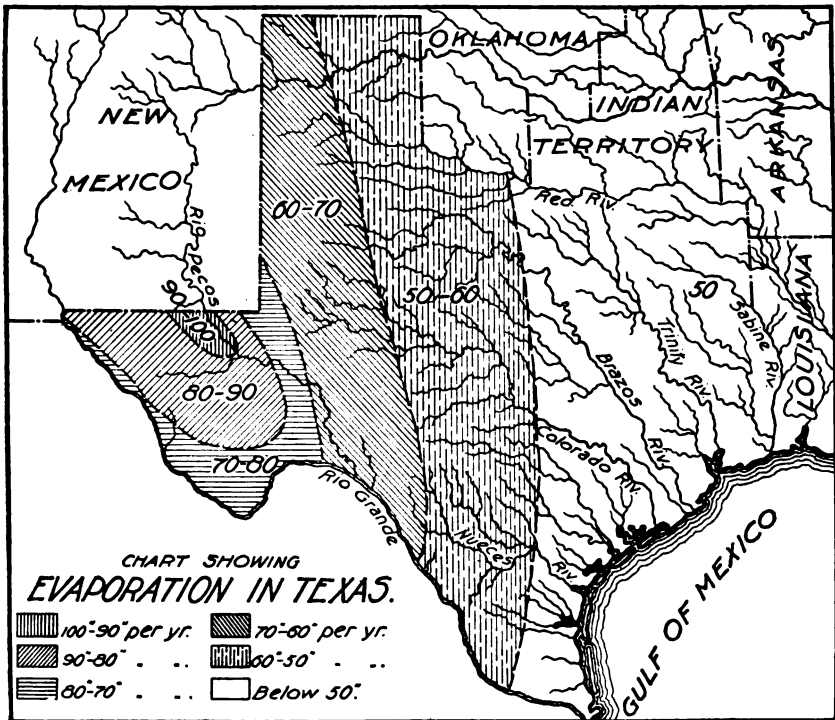 OKLAHOMA
NEW
MEXICO
INDIAN
TERRITORY
ARKANSAS
Red Riv.
60-70
Rio Pecos
90-100
50-60
50
Sabine Riv.
LOUISIANA
Trinity Riv.
Brazos Riv.
80-90
Colorado Riv.
70-80
Rio Grande
Nueces Riv.
GULF OF MEXICO
CHART SHOWING
EVAPORATION IN TEXAS.
100"-90" per yr.
70"-60" per yr.
90"-80" " "
60"-50" " "
80"-70" " "
Below 50".